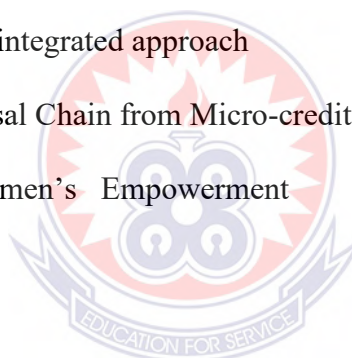 integrated approach
sal Chain from Micro-credit
men's Empowerment
EDUCATION FOR SERVICE